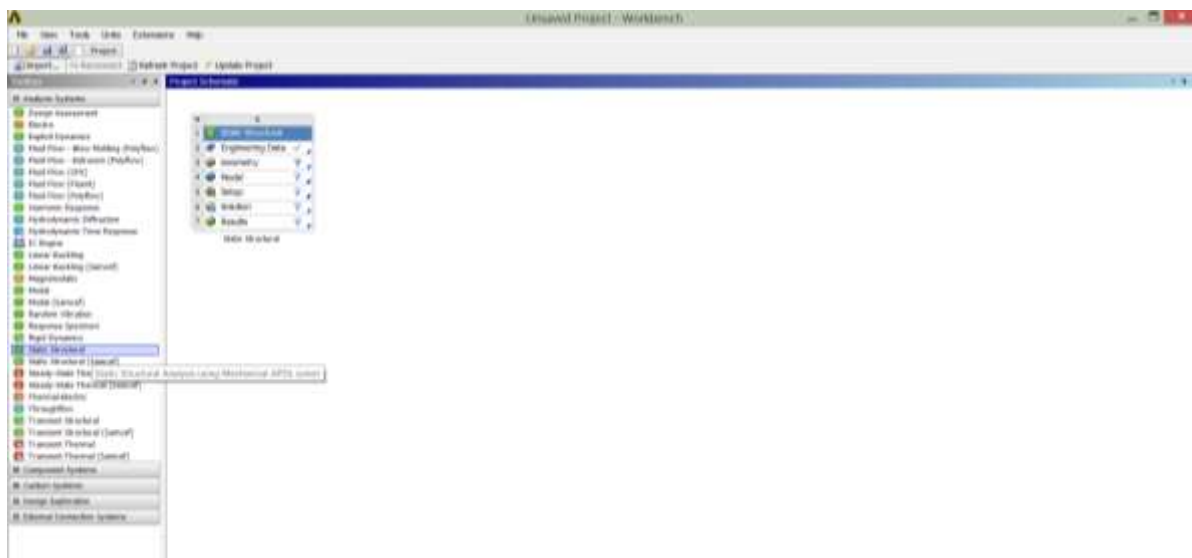 Unsaved Project - Workbench
File View Tools Units Extensions Help
Project
Import... Reconnect Refresh Project Update Project
Toolbox Project Schematic
Analysis Systems
Design Assessment
Electric
Explicit Dynamics
Fluid Flow - Blow Molding (Polyflow)
Fluid Flow - Extrusion (Polyflow)
Fluid Flow (CFX)
Fluid Flow (Fluent)
Fluid Flow (Polyflow)
Harmonic Response
Hydrodynamic Diffraction
Hydrodynamic Time Response
IC Engine
Linear Buckling
Linear Buckling (Samcef)
Magnetostatic
Modal
Modal (Samcef)
Random Vibration
Response Spectrum
Rigid Dynamics
Static Structural
Static Structural (Samcef)
Steady-State
Static Structural Analysis using Mechanical APDL solver
Steady-State Thermal (Samcef)
Thermal-Electric
Throughflow
Transient Structural
Transient Structural (Samcef)
Transient Thermal
Transient Thermal (Samcef)
Component Systems
Custom Systems
Design Exploration
External Connection Systems
A
1 Static Structural
2 Engineering Data
3 Geometry
4 Model
5 Setup
6 Solution
7 Results
Static Structural